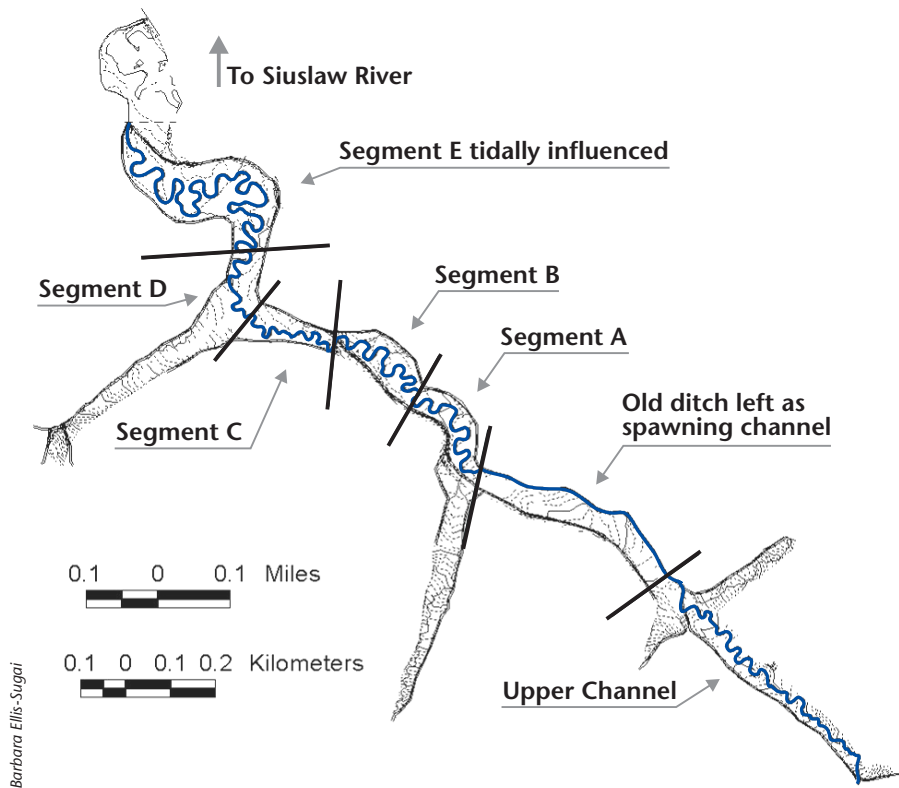 To Siuslaw River
Segment E tidally influenced
Segment B
Segment D
Segment A
Old ditch left as
spawning channel
Segment C
0.1 0 0.1 Miles
0.1 0 0.1 0.2 Kilometers
Upper Channel
Barbara Ellis-Sugai